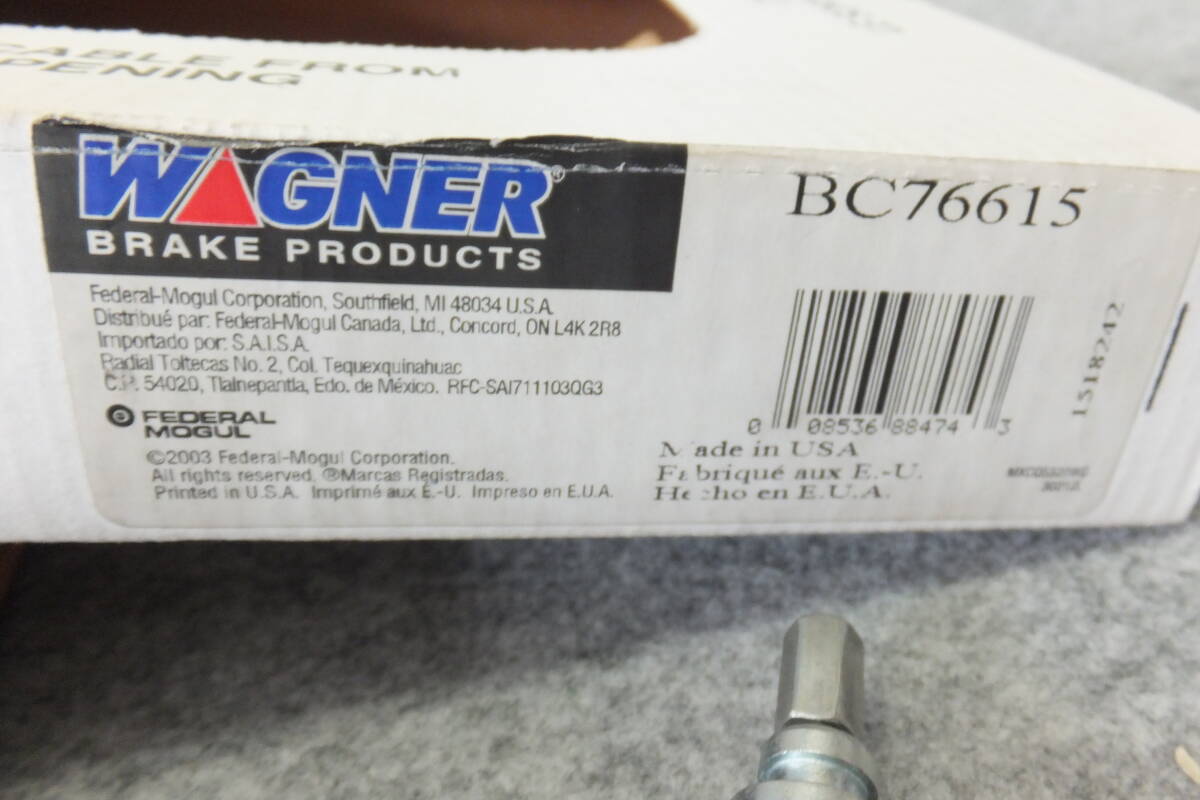 CABLE FROM
OPENING
WAGNER®
BRAKE PRODUCTS
BC76615
Federal-Mogul Corporation, Southfield, MI 48034 U.S.A.
Distribué par: Federal-Mogul Canada, Ltd., Concord, ON L4K 2R8
Importado por: S.A.I.S.A.
Radial Toltecas No. 2, Col. Tequexquinahuac
C.P. 54020, Tlalnepantla, Edo. de México. RFC-SAI711103QG3
FEDERAL
MOGUL
©2003 Federal-Mogul Corporation.
All rights reserved. ®Marcas Registradas.
Printed in U.S.A. Imprimé aux E.-U. Impreso en E.U.A.
0 08536 88474 3
1518242
Made in USA
Fabriqué aux E.-U.
Hecho en E.U.A.